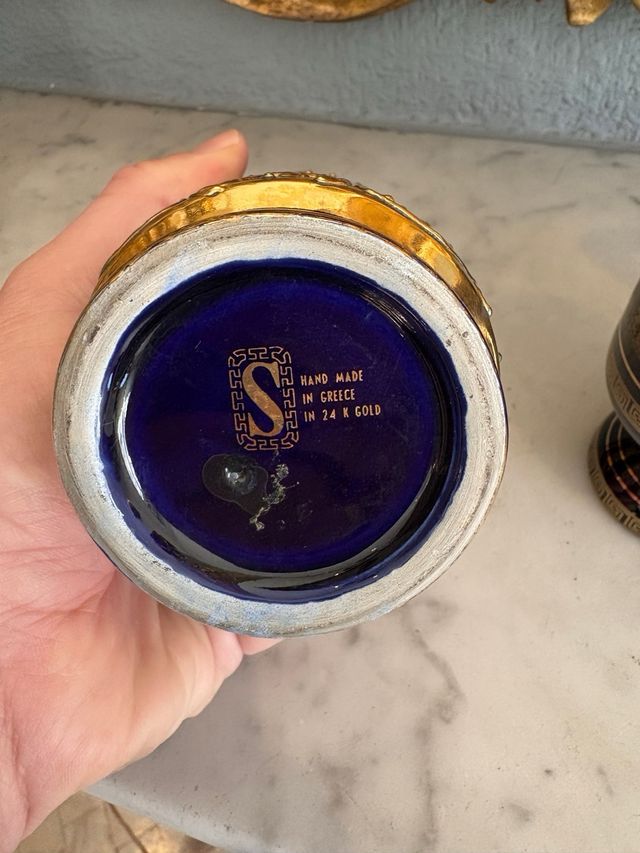 S
HAND MADE
IN GREECE
IN 24 K GOLD